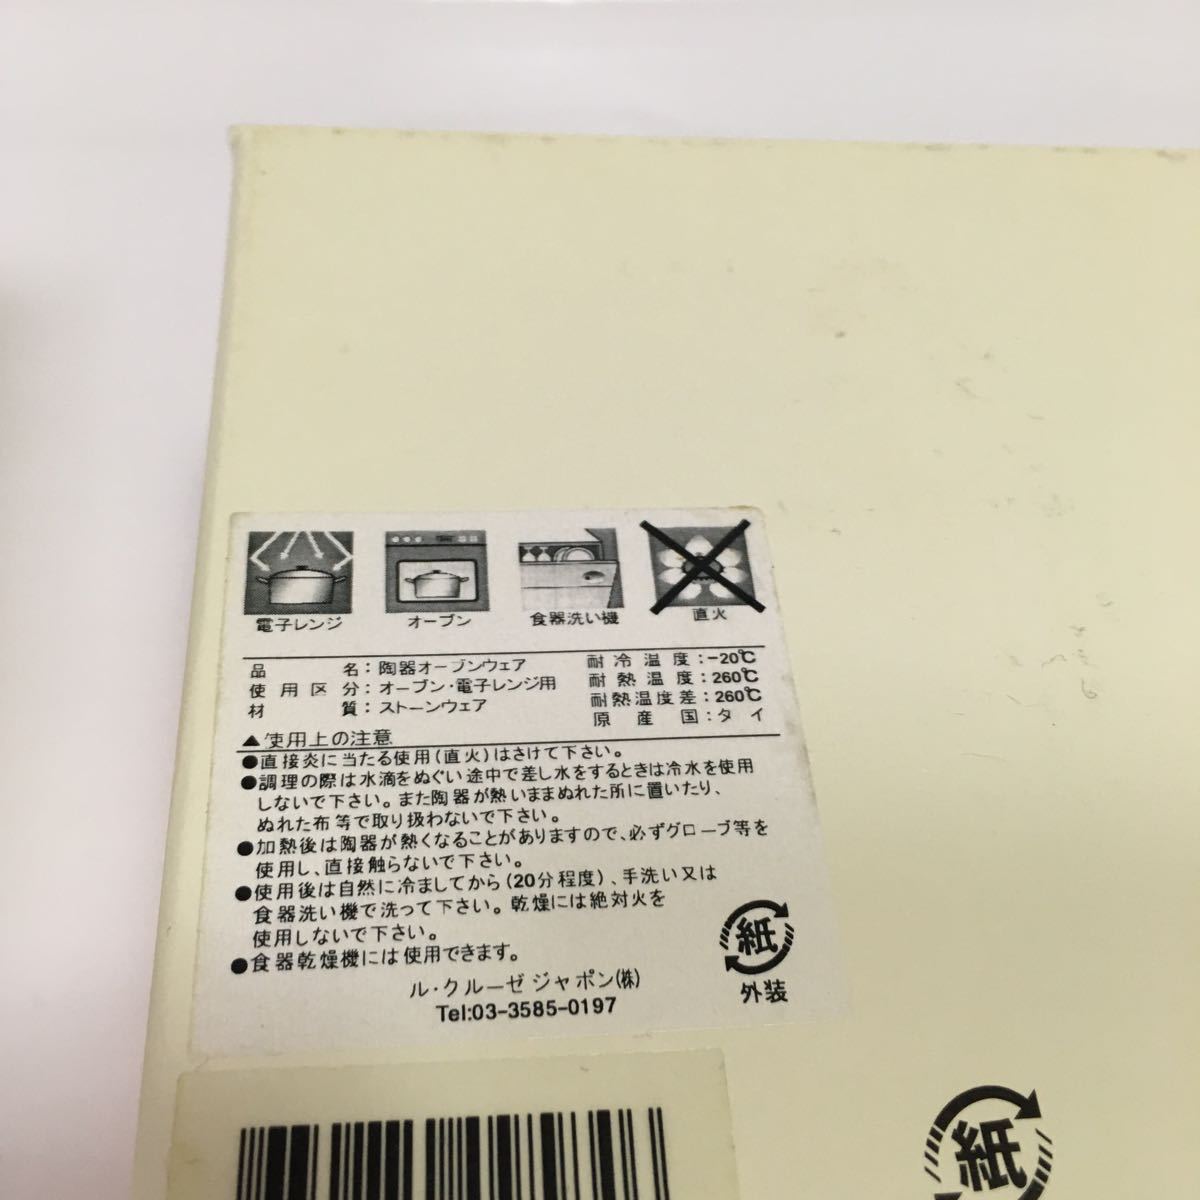 電子レンジ オーブン 食器洗い機 直火
品名：陶器オーブンウェア 耐冷温度：-20℃
使用区分：オーブン・電子レンジ用 耐熱温度：260℃
材質：ストーンウェア 耐熱温度差：260℃
原産国：タイ
▲使用上の注意
●直接炎に当たる使用(直火)はさけて下さい。
●調理の際は水滴をぬぐい途中で差し水をするときは冷水を使用
しないで下さい。また陶器が熱いままぬれた所に置いたり、
ぬれた布等で取り扱わないで下さい。
●加熱後は陶器が熱くなることがありますので、必ずグローブ等を
使用し、直接触らないで下さい。
●使用後は自然に冷ましてから(20分程度)、手洗い又は
食器洗い機で洗って下さい。乾燥には絶対火を
使用しないで下さい。
●食器乾燥機には使用できます。
ル・クルーゼ ジャポン㈱
Tel:03-3585-0197
紙
外装
紙